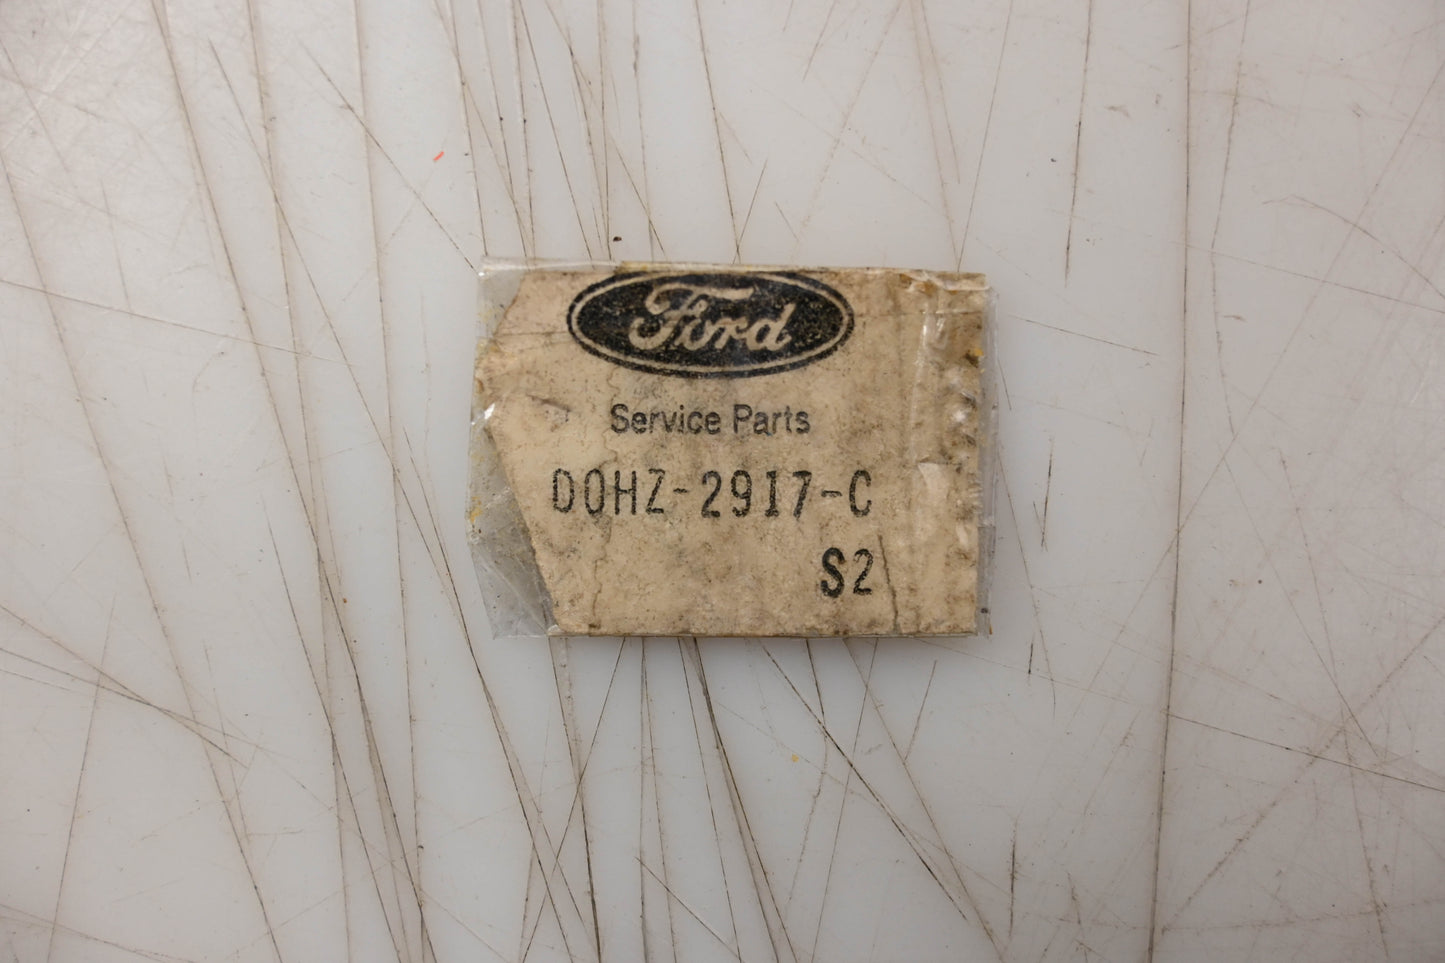 Ford
Service Parts
D0HZ-2917-C
S2